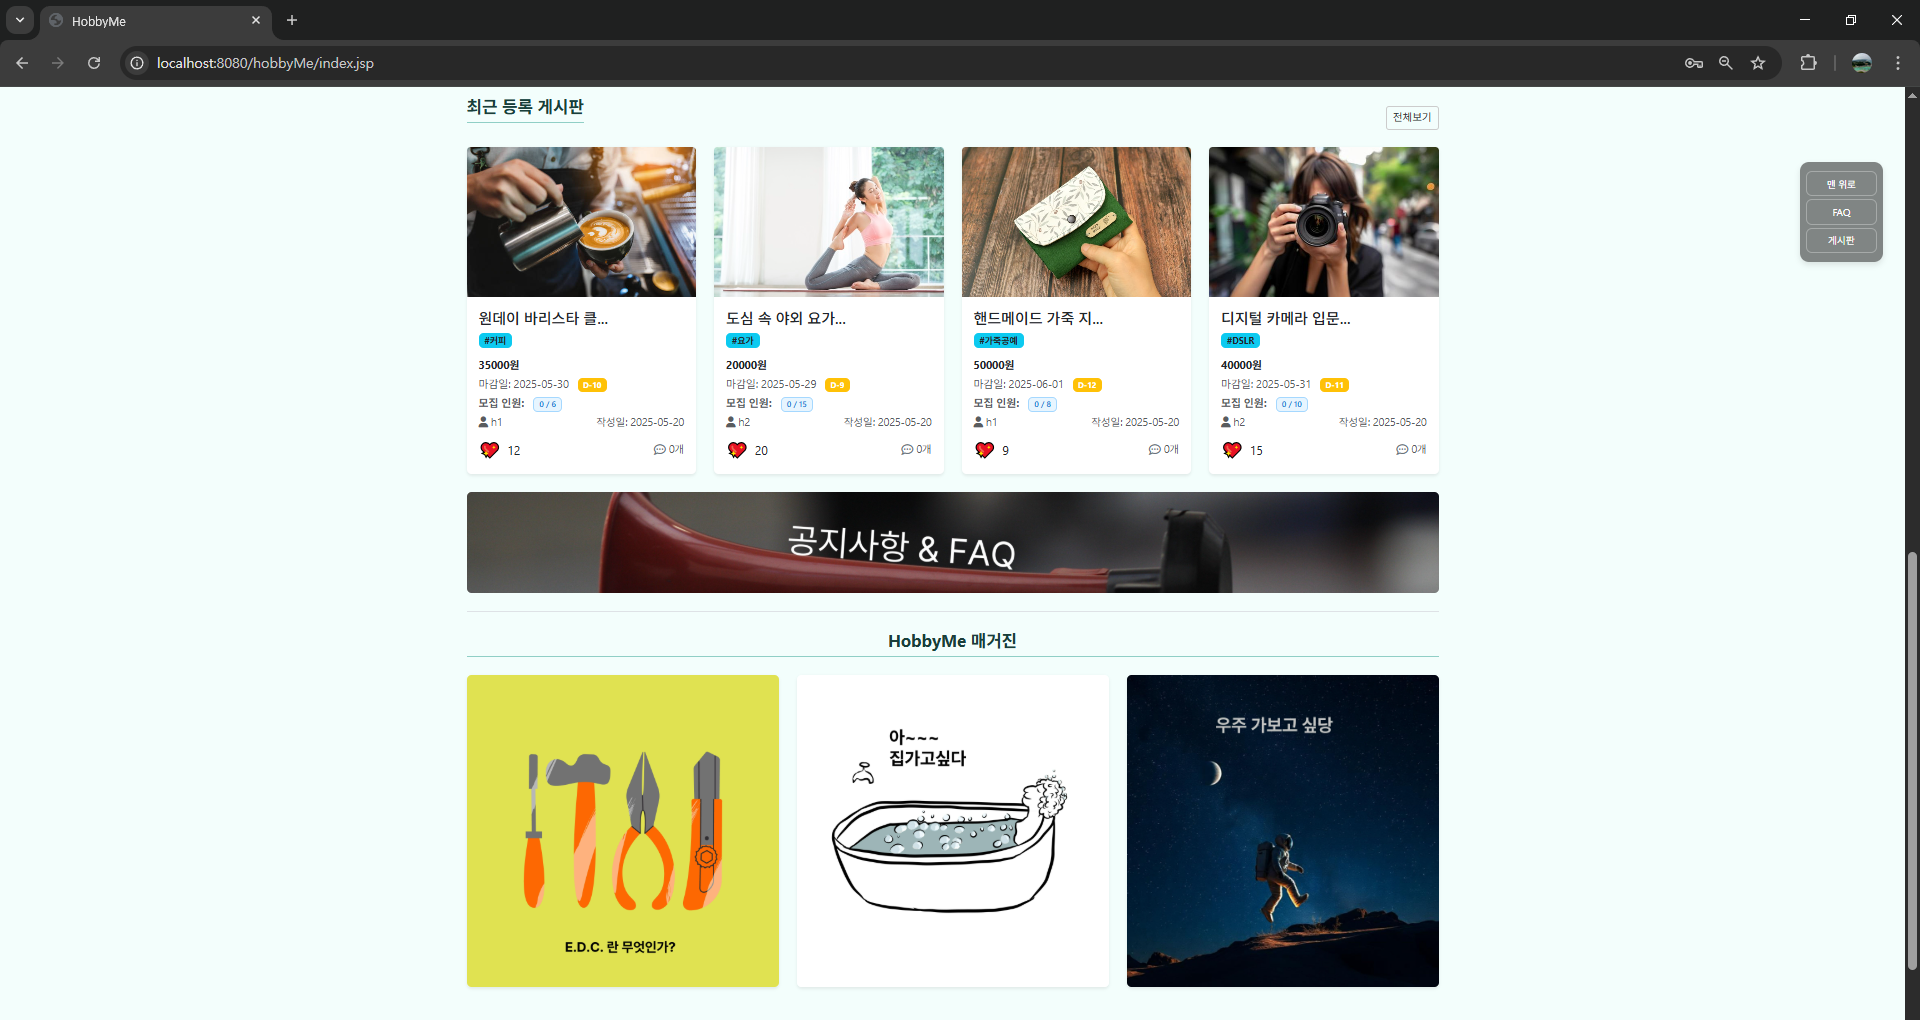 HobbyMe
localhost:8080/hobbyMe/index.jsp
최근 등록 게시판
전체보기
맨 위로
FAQ
게시판
원데이 바리스타 클...
#커피
35000원
마감일: 2025-05-30 D-10
모집 인원: 0 / 6
h1 작성일: 2025-05-20
12 0개
도심 속 야외 요가...
#요가
20000원
마감일: 2025-05-29 D-9
모집 인원: 0 / 15
h2 작성일: 2025-05-20
20 0개
핸드메이드 가죽 지...
#가죽공예
50000원
마감일: 2025-06-01 D-12
모집 인원: 0 / 8
h1 작성일: 2025-05-20
9 0개
디지털 카메라 입문...
#DSLR
40000원
마감일: 2025-05-31 D-11
모집 인원: 0 / 10
h2 작성일: 2025-05-20
15 0개
공지사항 & FAQ
HobbyMe 매거진
E.D.C. 란 무엇인가?
아~~~
집가고싶다
우주 가보고 싶당